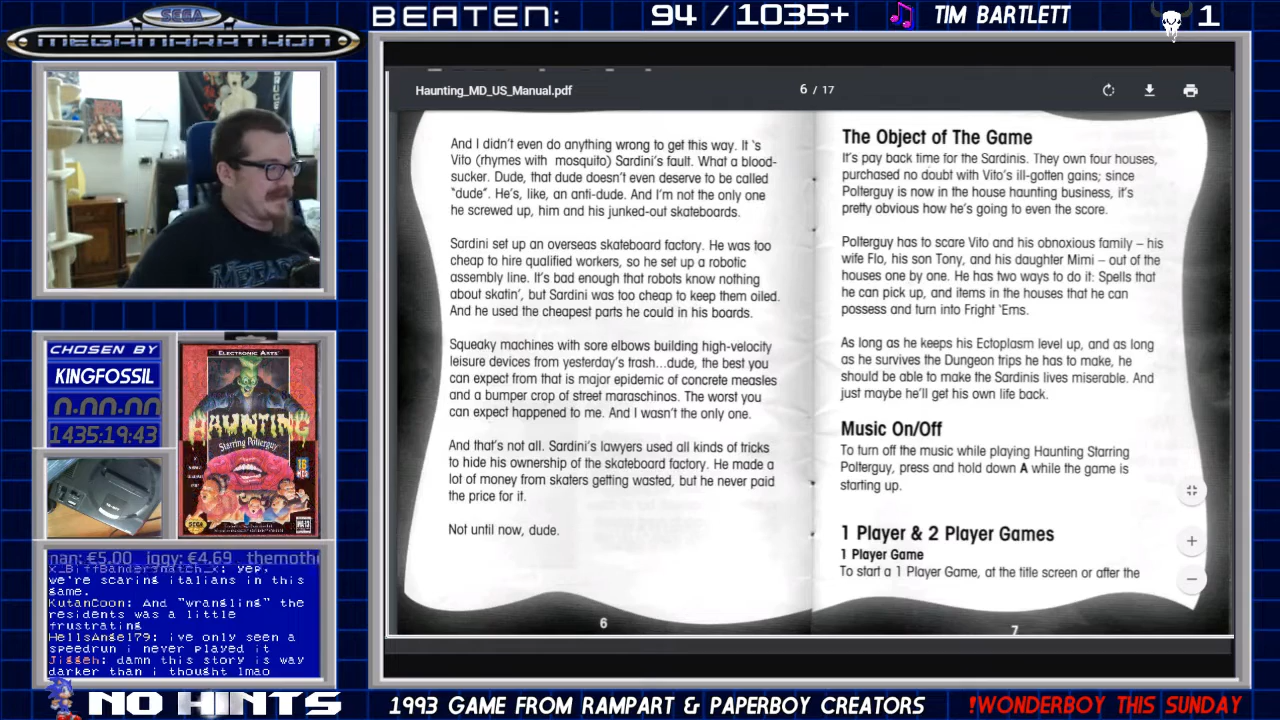 SEGA
MEGAMARATHON
BEATEN:
94 / 1035+
TIM BARTLETT
1
Haunting_MD_US_Manual.pdf
6 / 17
And I didn't even do anything wrong to get this way. It 's
Vito (rhymes with mosquito) Sardini's fault. What a blood-
sucker. Dude, that dude doesn't even deserve to be called
"dude". He's, like, an anti-dude. And I'm not the only one
he screwed up, him and his junked-out skateboards.
Sardini set up an overseas skateboard factory. He was too
cheap to hire qualified workers, so he set up a robotic
assembly line. It's bad enough that robots know nothing
about skatin', but Sardini was too cheap to keep them oiled.
And he used the cheapest parts he could in his boards.
Squeaky machines with sore elbows building high-velocity
leisure devices from yesterday's trash...dude, the best you
can expect from that is major epidemic of concrete measles
and a bumper crop of street maraschinos. The worst you
can expect happened to me. And I wasn't the only one.
And that's not all. Sardini's lawyers used all kinds of tricks
to hide his ownership of the skateboard factory. He made a
lot of money from skaters getting wasted, but he never paid
the price for it.
Not until now, dude.
6
The Object of The Game
It's pay back time for the Sardinis. They own four houses,
purchased no doubt with Vito's ill-gotten gains; since
Polterguy is now in the house haunting business, it's
pretty obvious how he's going to even the score.
Polterguy has to scare Vito and his obnoxious family – his
wife Flo, his son Tony, and his daughter Mimi – out of the
houses one by one. He has two ways to do it: Spells that
he can pick up, and items in the houses that he can
possess and turn into Fright 'Ems.
As long as he keeps his Ectoplasm level up, and as long
as he survives the Dungeon trips he has to make, he
should be able to make the Sardinis lives miserable. And
just maybe he'll get his own life back.
Music On/Off
To turn off the music while playing Haunting Starring
Polterguy, press and hold down A while the game is
starting up.
1 Player & 2 Player Games
1 Player Game
To start a 1 Player Game, at the title screen or after the
7
CHOSEN BY
KINGFOSSIL
0.00.00
1435:19:43
ELECTRONIC ARTS
HAUNTING
Starring Polterguy
16
MEG
SEGA
MA-13
nan: €5.00 iggy: €4.69 themoth
x_BiffBandersnatch_x: yep,
we're scaring italians in this
game.
KutanCoon: And "wrangling" the
residents was a little
frustrating
HellsAngel79: ive only seen a
speedrun i never played it
Jiggeh: damn this story is way
darker than i thought lmao
NO HINTS
1993 GAME FROM RAMPART & PAPERBOY CREATORS
!WONDERBOY THIS SUNDAY